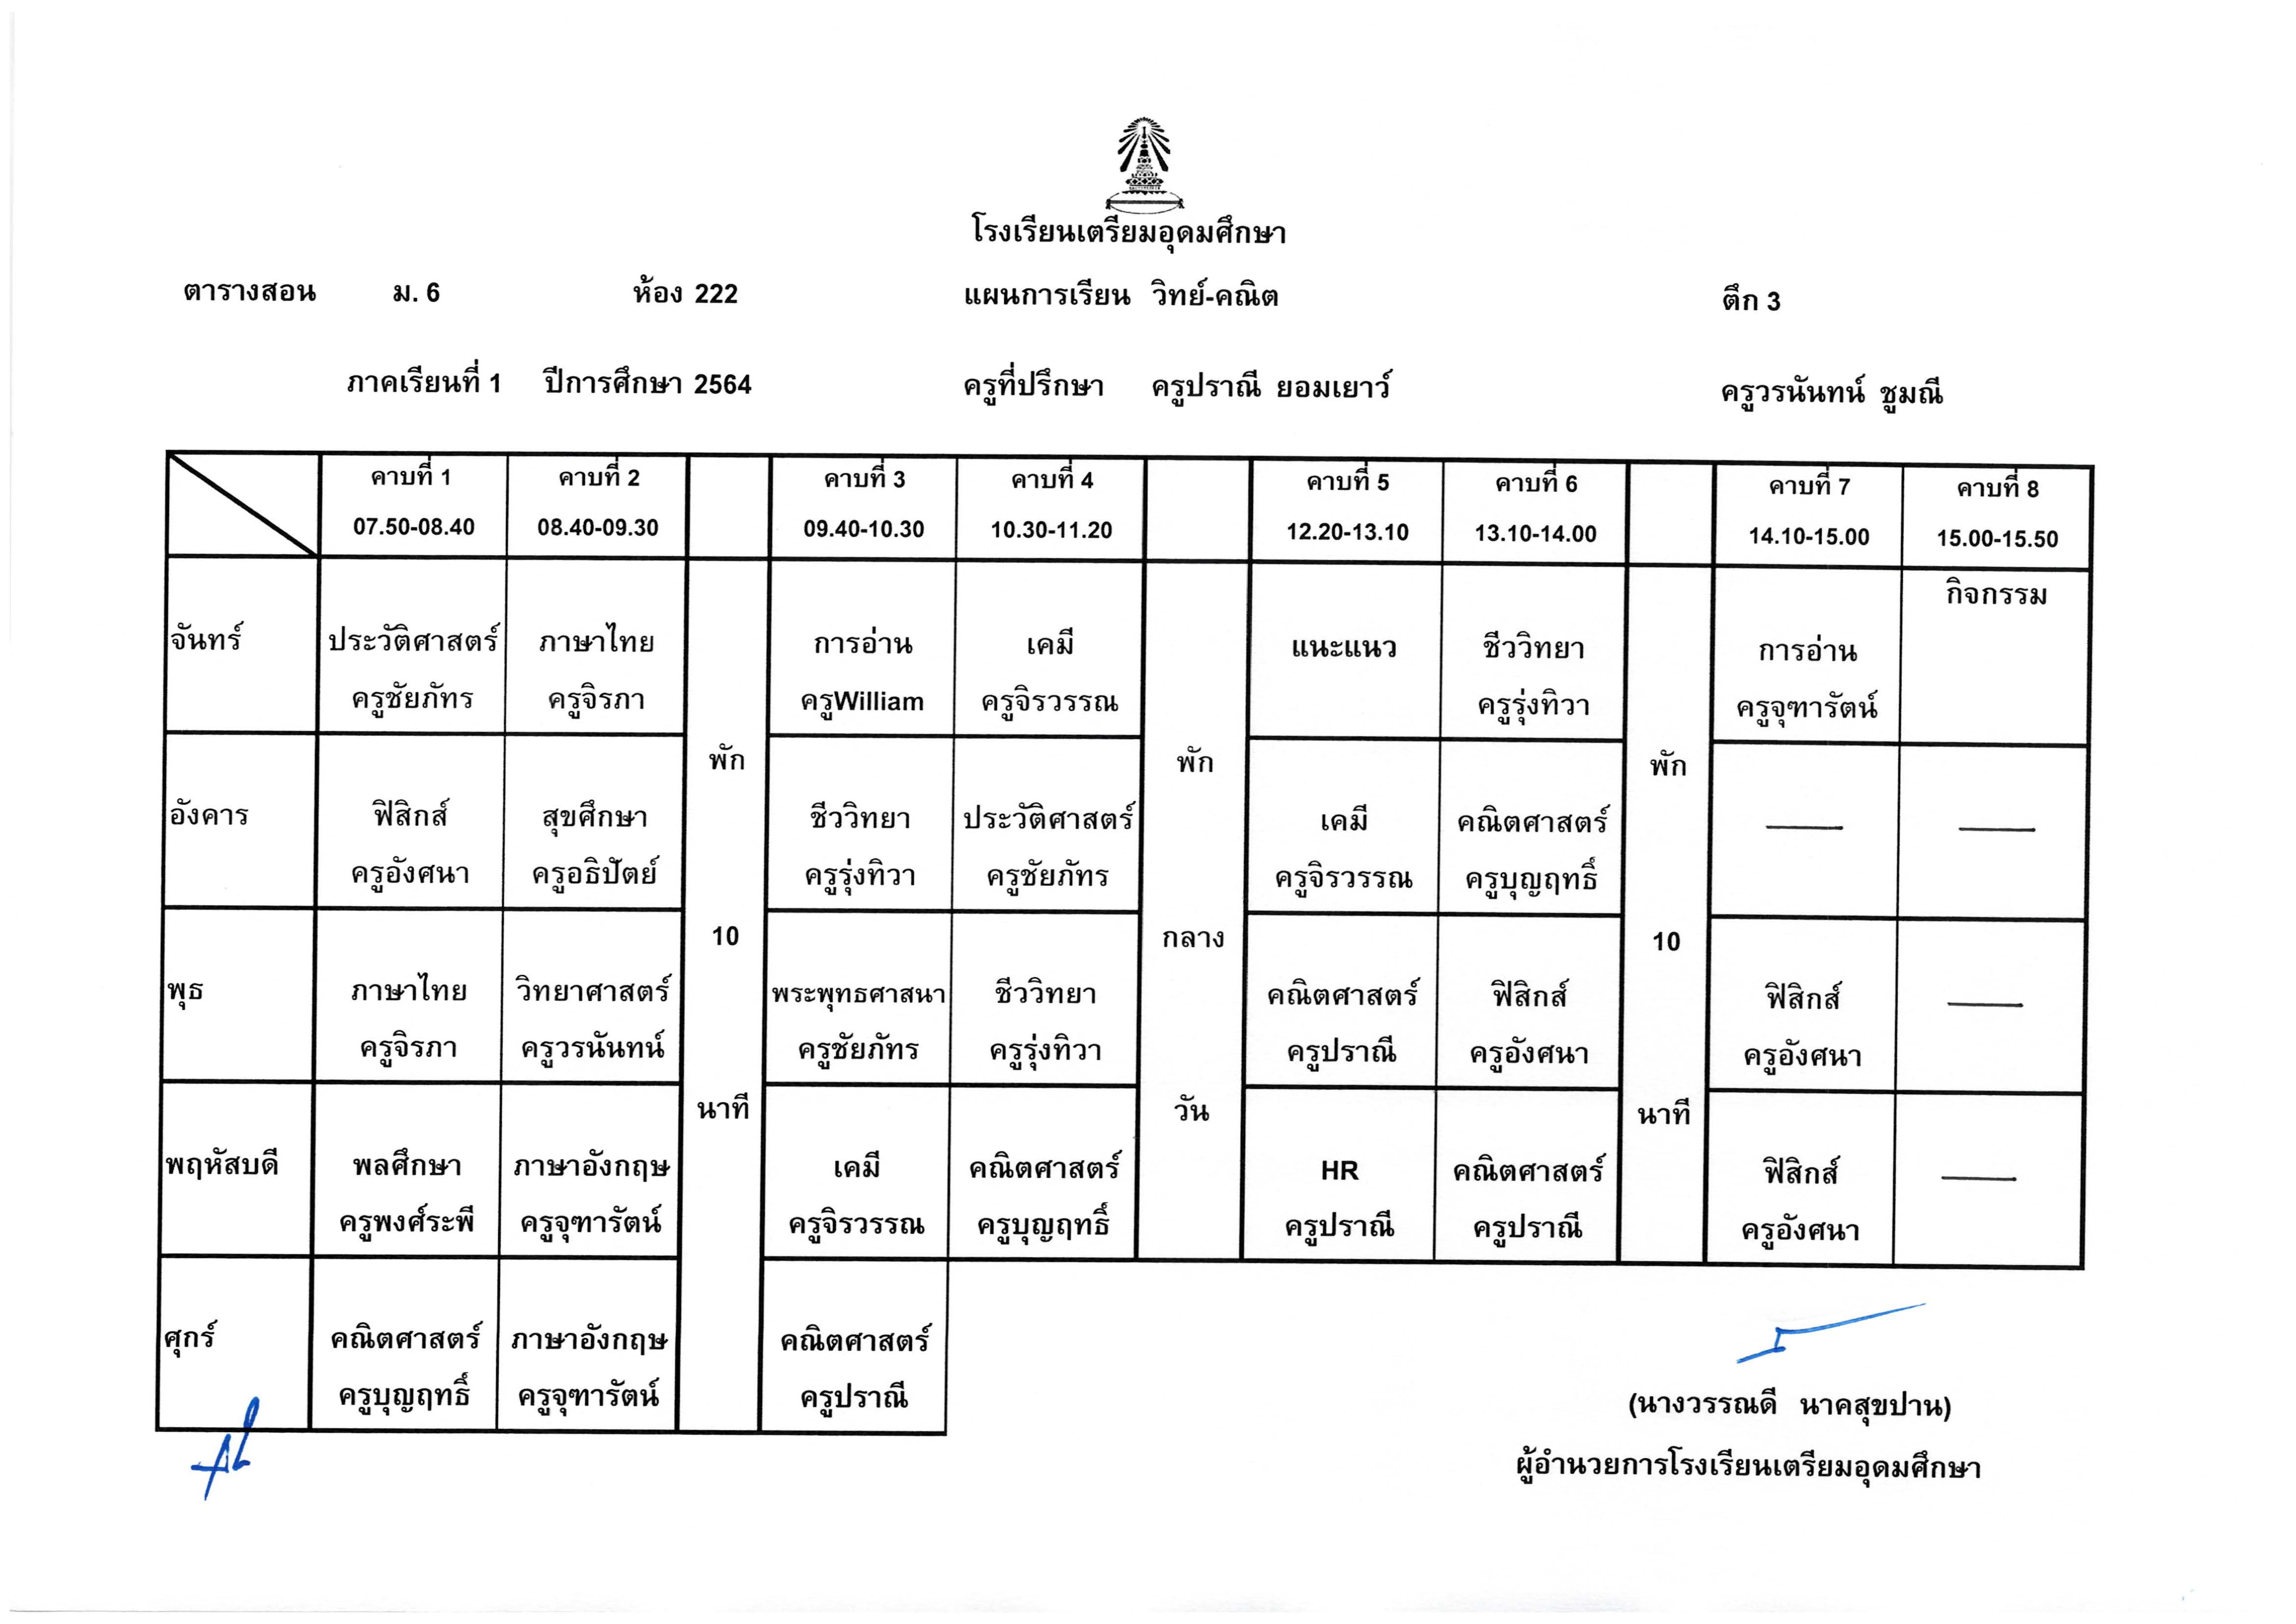 โรงเรียนเตรียมอุดมศึกษา
ตารางสอน ม. 6 ห้อง 222 แผนการเรียน วิทย์-คณิต ตึก 3
ภาคเรียนที่ 1 ปีการศึกษา 2564 ครูที่ปรึกษา ครูปราณี ยอมเยาว์ ครูวรนันทน์ ชูมณี
คาบที่ 1 คาบที่ 2 คาบที่ 3 คาบที่ 4 คาบที่ 5 คาบที่ 6 คาบที่ 7 คาบที่ 8
07.50-08.40 08.40-09.30 09.40-10.30 10.30-11.20 12.20-13.10 13.10-14.00 14.10-15.00 15.00-15.50
กิจกรรม
จันทร์ ประวัติศาสตร์ ภาษาไทย การอ่าน เคมี แนะแนว ชีววิทยา การอ่าน
ครูชัยภัทร ครูจิรภา ครูWilliam ครูจิรวรรณ ครูรุ่งทิวา ครูจุฑารัตน์
พัก พัก พัก
อังคาร ฟิสิกส์ สุขศึกษา ชีววิทยา ประวัติศาสตร์ เคมี คณิตศาสตร์ — —
ครูอังศนา ครูอธิปัตย์ ครูรุ่งทิวา ครูชัยภัทร ครูจิรวรรณ ครูบุญฤทธิ์
10 กลาง 10
พุธ ภาษาไทย วิทยาศาสตร์ พระพุทธศาสนา ชีววิทยา คณิตศาสตร์ ฟิสิกส์ ฟิสิกส์ —
ครูจิรภา ครูวรนันทน์ ครูชัยภัทร ครูรุ่งทิวา ครูปราณี ครูอังศนา ครูอังศนา
นาที วัน นาที
พฤหัสบดี พลศึกษา ภาษาอังกฤษ เคมี คณิตศาสตร์ HR คณิตศาสตร์ ฟิสิกส์ —
ครูพงศ์ระพี ครูจุฑารัตน์ ครูจิรวรรณ ครูบุญฤทธิ์ ครูปราณี ครูปราณี ครูอังศนา
ศุกร์ คณิตศาสตร์ ภาษาอังกฤษ คณิตศาสตร์
ครูบุญฤทธิ์ ครูจุฑารัตน์ ครูปราณี
(นางวรรณดี นาคสุขปาน)
ผู้อำนวยการโรงเรียนเตรียมอุดมศึกษา